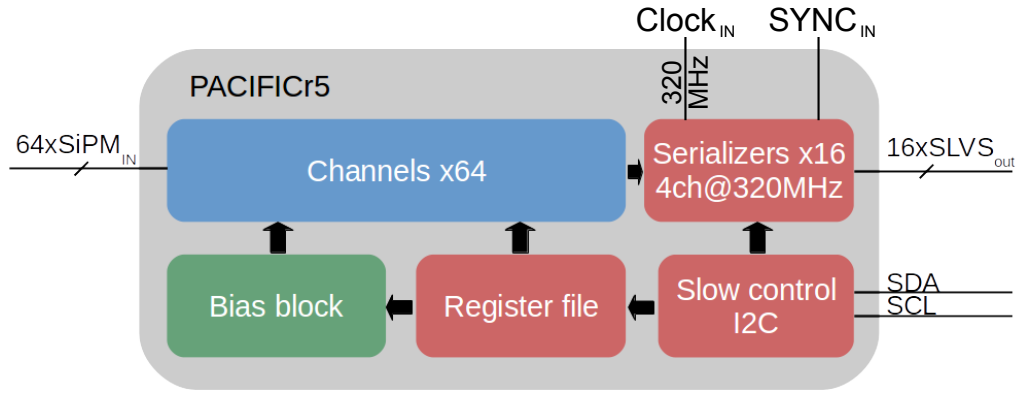 Clock IN SYNC IN
320 MHz
PACIFICr5
64xSiPM IN
Channels x64
Serializers x16
4ch@320MHz
16xSLVS out
Bias block
Register file
Slow control
I2C
SDA
SCL